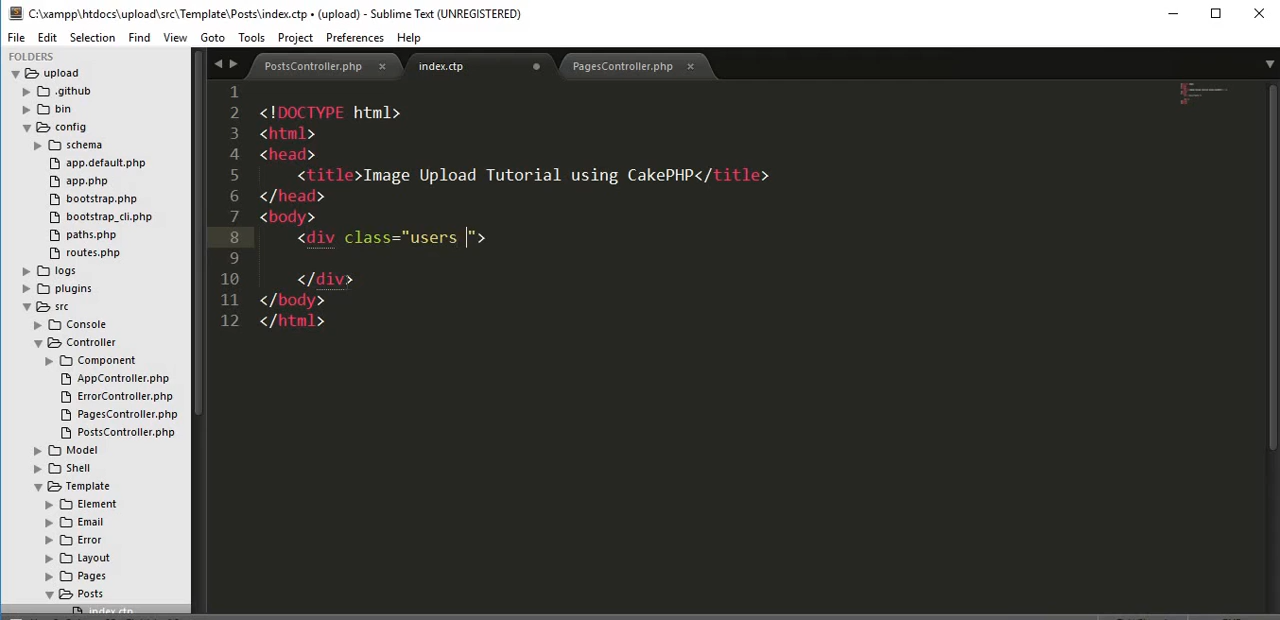 C:\xampp\htdocs\upload\src\Template\Posts\index.ctp • (upload) - Sublime Text (UNREGISTERED)
File Edit Selection Find View Goto Tools Project Preferences Help
FOLDERS
upload
.github
bin
config
schema
app.default.php
app.php
bootstrap.php
bootstrap_cli.php
paths.php
routes.php
logs
plugins
src
Console
Controller
Component
AppController.php
ErrorController.php
PagesController.php
PostsController.php
Model
Shell
Template
Element
Email
Error
Layout
Pages
Posts
index.ctp
PostsController.php × index.ctp PagesController.php ×
1
2 <!DOCTYPE html>
3 <html>
4 <head>
5 <title>Image Upload Tutorial using CakePHP</title>
6 </head>
7 <body>
8 <div class="users ">
9
10 </div>
11 </body>
12 </html>